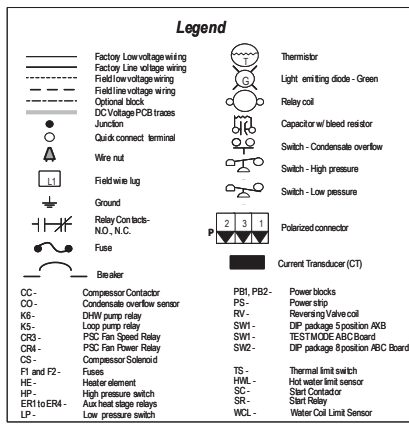 Legend
Factory Low voltage wiring
Factory Line voltage wiring
Field low voltage wiring
Field line voltage wiring
Optional block
DC Voltage PCB traces
Junction
Quick connect terminal
Wire nut
L1
Field wire lug
Ground
Relay Contacts-
N.O., N.C.
Fuse
Breaker
T
Thermistor
G
Light emitting diode - Green
Relay coil
Capacitor w/ bleed resistor
Switch - Condensate overflow
Switch - High pressure
Switch - Low pressure
2 3 1
P
Polarized connector
Current Transducer (CT)
CC - Compressor Contactor
CO - Condensate overflow sensor
K6 - DHW pump relay
K5 - Loop pump relay
CR3 - PSC Fan Speed Relay
CR4 - PSC Fan Power Relay
CS - Compressor Solenoid
F1 and F2 - Fuses
HE - Heater element
HP - High pressure switch
ER1 to ER4 - Aux heat stage relays
LP - Low pressure switch
PB1, PB2 - Power blocks
PS - Power strip
RV - Reversing Valve coil
SW1 - DIP package 5 position AXB
SW1 - TEST MODE ABC Board
SW2 - DIP package 8 position ABC Board
TS - Thermal limit switch
HWL - Hot water limit sensor
SC - Start Contactor
SR - Start Relay
WCL - Water Coil Limit Sensor